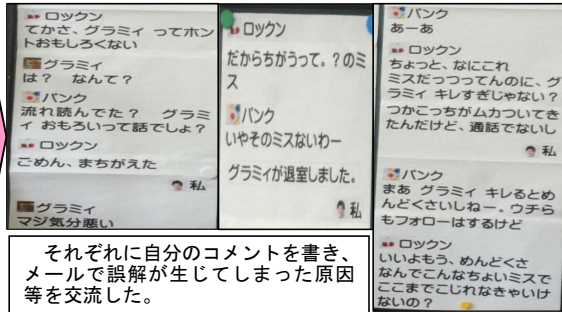 ロックン
てかさ、グラミィ ってホン
トおもしろくない
グラミィ
は? なんて?
パンク
流れ読んでた? グラミ
ィ おもろいって話でしょ?
ロックン
ごめん、まちがえた
私
グラミィ
マジ気分悪い
ロックン
だからちがうって。?のミ
ス
パンク
いやそのミスないわー
グラミィが退室しました。
私
パンク
あーあ
ロックン
ちょっと、なにこれ
ミスだっつってんのに、グ
ラミィ キレすぎじゃない?
つかこっちがムカついてき
たんだけど、通話でないし
私
パンク
まあ グラミィ キレるとめ
んどくさいしねー。ウチら
もフォローはするけど
ロックン
いいよもう、めんどくさ
なんでこんなちょいミスで
ここまでこじれなきゃいけ
ないの?
それぞれに自分のコメントを書き、
メールで誤解が生じてしまった原因
等を交流した。